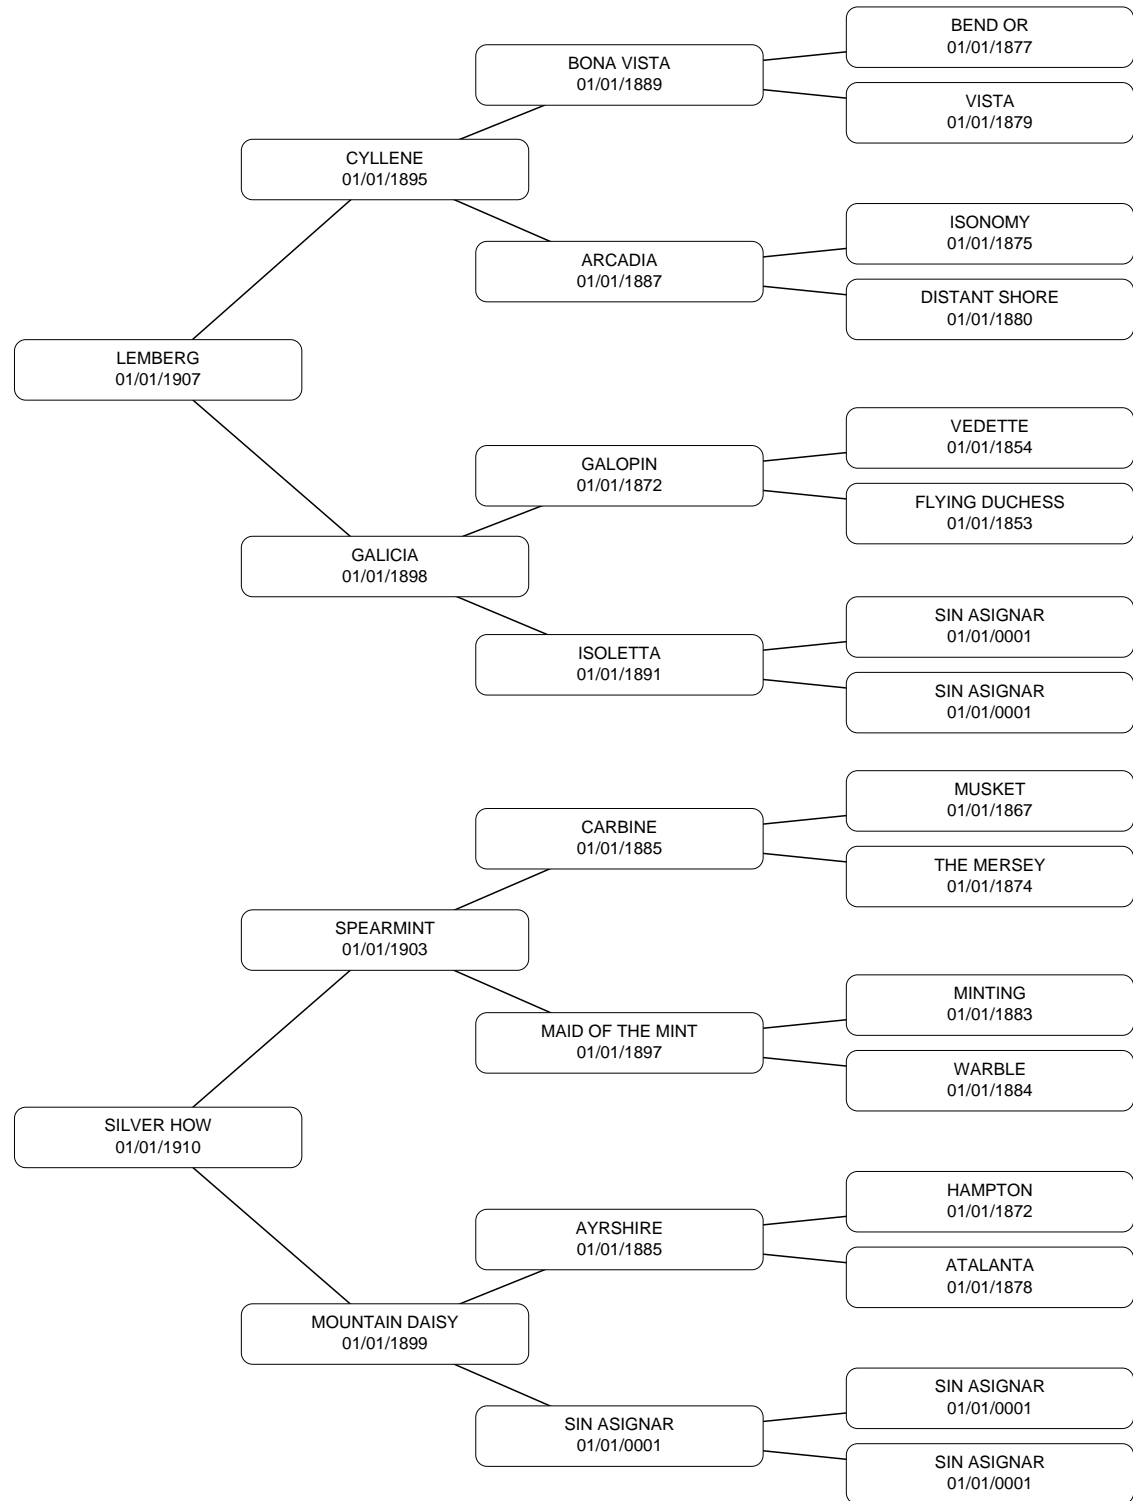 BEND OR
01/01/1877
BONA VISTA
01/01/1889
VISTA
01/01/1879
CYLLENE
01/01/1895
ISONOMY
01/01/1875
ARCADIA
01/01/1887
DISTANT SHORE
01/01/1880
LEMBERG
01/01/1907
VEDETTE
01/01/1854
GALOPIN
01/01/1872
FLYING DUCHESS
01/01/1853
GALICIA
01/01/1898
SIN ASIGNAR
01/01/0001
ISOLETTA
01/01/1891
SIN ASIGNAR
01/01/0001
MUSKET
01/01/1867
CARBINE
01/01/1885
THE MERSEY
01/01/1874
SPEARMINT
01/01/1903
MINTING
01/01/1883
MAID OF THE MINT
01/01/1897
WARBLE
01/01/1884
SILVER HOW
01/01/1910
HAMPTON
01/01/1872
AYRSHIRE
01/01/1885
ATALANTA
01/01/1878
MOUNTAIN DAISY
01/01/1899
SIN ASIGNAR
01/01/0001
SIN ASIGNAR
01/01/0001
SIN ASIGNAR
01/01/0001